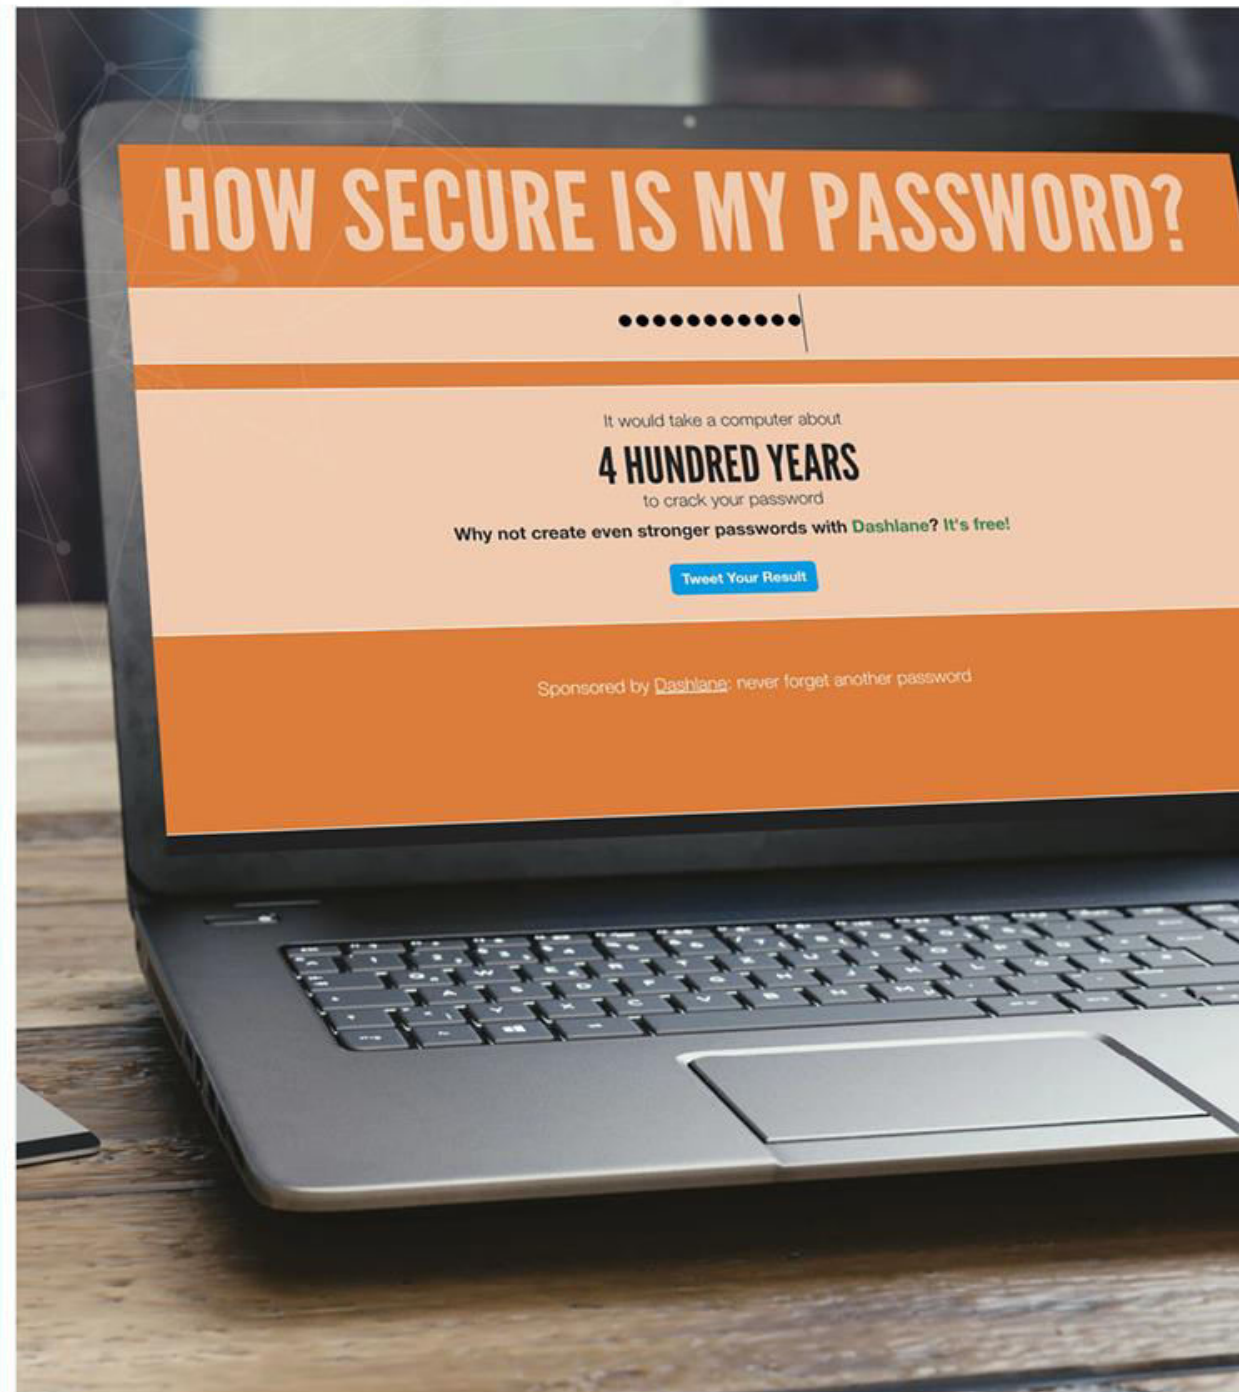 HOW SECURE IS MY PASSWORD?
•••••••••••
It would take a computer about
4 HUNDRED YEARS
to crack your password
Why not create even stronger passwords with Dashlane? It's free!
Tweet Your Result
Sponsored by Dashlane: never forget another password